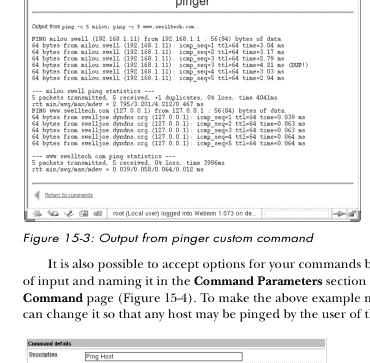 pinger
Output from ping -c 5 milou; ping -c 5 www.swelltech.com ..
PING milou.swell (192.168.1.11) from 192.168.1.1 : 56(84) bytes of data.
64 bytes from milou.swell (192.168.1.11): icmp_seq=1 ttl=64 time=3.04 ms
64 bytes from milou.swell (192.168.1.11): icmp_seq=2 ttl=64 time=3.17 ms
64 bytes from milou.swell (192.168.1.11): icmp_seq=3 ttl=64 time=2.79 ms
64 bytes from milou.swell (192.168.1.11): icmp_seq=3 ttl=64 time=4.21 ms (DUP!)
64 bytes from milou.swell (192.168.1.11): icmp_seq=4 ttl=64 time=3.03 ms
64 bytes from milou.swell (192.168.1.11): icmp_seq=5 ttl=64 time=2.94 ms
--- milou.swell ping statistics ---
5 packets transmitted, 5 received, +1 duplicates, 0% loss, time 4041ms
rtt min/avg/max/mdev = 2.795/3.201/4.212/0.467 ms
PING www.swelltech.com (127.0.0.1) from 127.0.0.1 : 56(84) bytes of data.
64 bytes from swelljoe.dyndns.org (127.0.0.1): icmp_seq=1 ttl=64 time=0.039 ms
64 bytes from swelljoe.dyndns.org (127.0.0.1): icmp_seq=2 ttl=64 time=0.063 ms
64 bytes from swelljoe.dyndns.org (127.0.0.1): icmp_seq=3 ttl=64 time=0.063 ms
64 bytes from swelljoe.dyndns.org (127.0.0.1): icmp_seq=4 ttl=64 time=0.064 ms
64 bytes from swelljoe.dyndns.org (127.0.0.1): icmp_seq=5 ttl=64 time=0.064 ms
--- www.swelltech.com ping statistics ---
5 packets transmitted, 5 received, 0% loss, time 3996ms
rtt min/avg/max/mdev = 0.039/0.058/0.064/0.012 ms
Return to commands
root (Local user) logged into Webmin 1.073 on de...
Figure 15-3: Output from pinger custom command
It is also possible to accept options for your commands b
of input and naming it in the Command Parameters section
Command page (Figure 15-4). To make the above example m
can change it so that any host may be pinged by the user of t
Command details
Description Ping Host